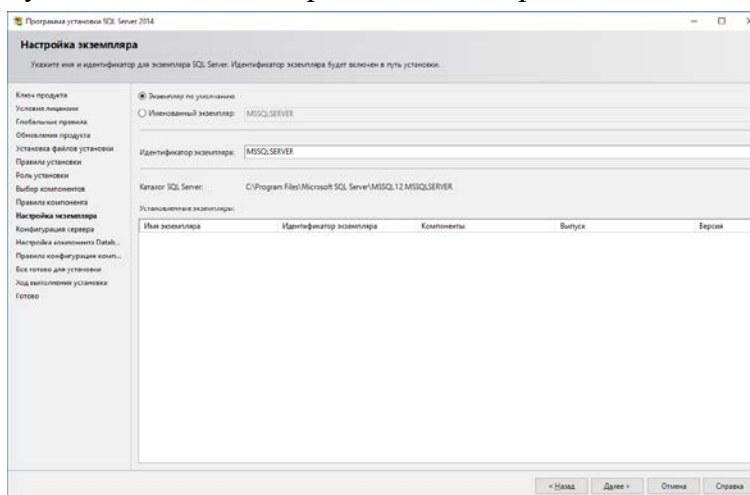 Программа установки SQL Server 2014
Настройка экземпляра
Укажите имя и идентификатор для экземпляра SQL Server. Идентификатор экземпляра будет включен в путь установки.
Ключ продукта
Условия лицензии
Глобальные правила
Обновления продукта
Установка файлов установки
Правила установки
Роль установки
Выбор компонентов
Правила компонента
Настройка экземпляра
Конфигурация сервера
Настройка компонента Datab...
Правила конфигурации комп...
Все готово для установки
Ход выполнения установки
Готово
Экземпляр по умолчанию
Именованный экземпляр: MSSQLSERVER
Идентификатор экземпляра: MSSQLSERVER
Каталог SQL Server: C:\Program Files\Microsoft SQL Server\MSSQL12.MSSQLSERVER
Установленные экземпляры:
Имя экземпляра Идентификатор экземпляра Компоненты Выпуск Версия
< Назад Далее > Отмена Справка